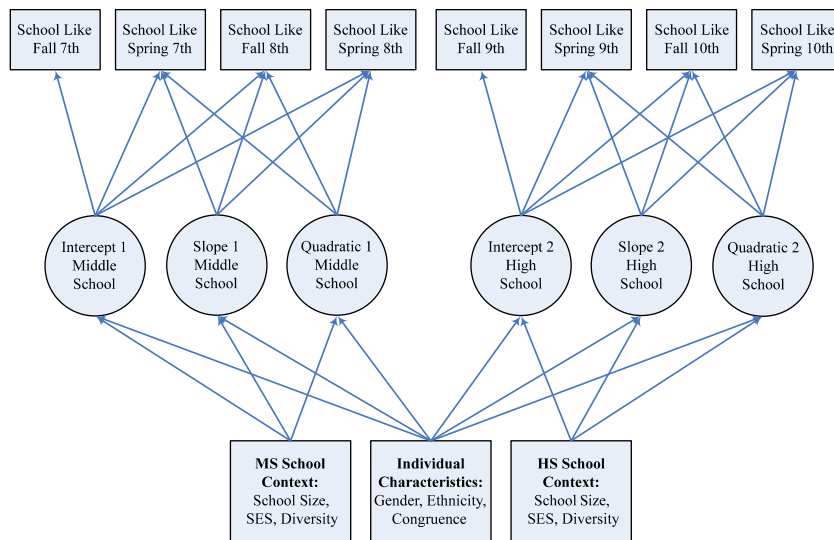 School Like
Fall 7th
School Like
Spring 7th
School Like
Fall 8th
School Like
Spring 8th
School Like
Fall 9th
School Like
Spring 9th
School Like
Fall 10th
School Like
Spring 10th
Intercept 1
Middle
School
Slope 1
Middle
School
Quadratic 1
Middle
School
Intercept 2
High
School
Slope 2
High
School
Quadratic 2
High
School
MS School
Context:
School Size,
SES, Diversity
Individual
Characteristics:
Gender, Ethnicity,
Congruence
HS School
Context:
School Size,
SES, Diversity